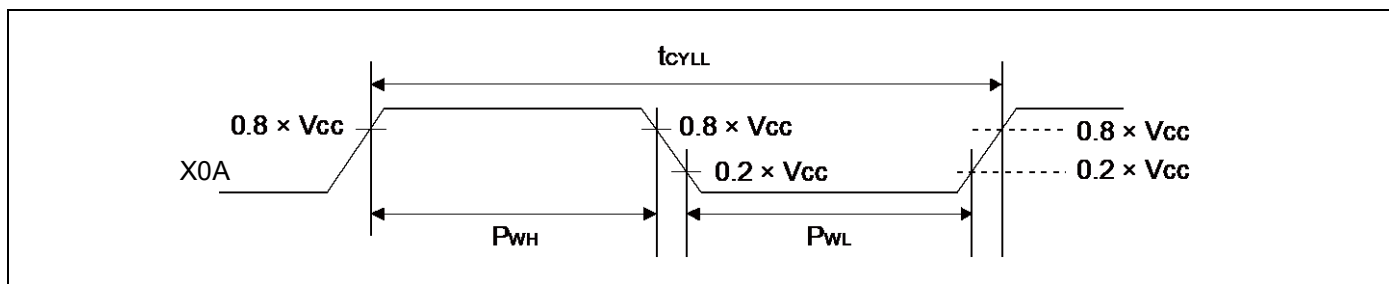 tCYLL
0.8 × Vcc
0.8 × Vcc
0.8 × Vcc
X0A
0.2 × Vcc
0.2 × Vcc
PWH
PWL